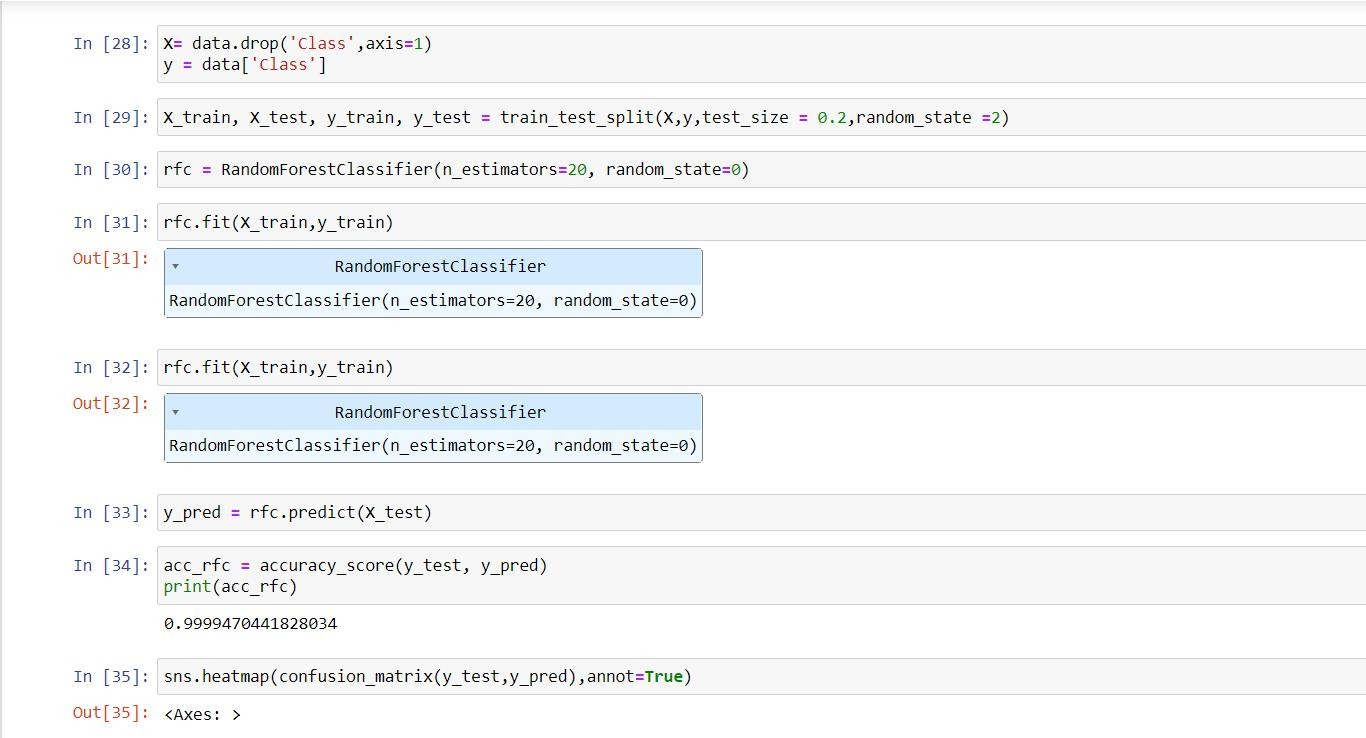 In [28]: X= data.drop('Class',axis=1)
y = data['Class']
In [29]: X_train, X_test, y_train, y_test = train_test_split(X,y,test_size = 0.2,random_state =2)
In [30]: rfc = RandomForestClassifier(n_estimators=20, random_state=0)
In [31]: rfc.fit(X_train,y_train)
Out[31]: ▾ RandomForestClassifier
RandomForestClassifier(n_estimators=20, random_state=0)
In [32]: rfc.fit(X_train,y_train)
Out[32]: ▾ RandomForestClassifier
RandomForestClassifier(n_estimators=20, random_state=0)
In [33]: y_pred = rfc.predict(X_test)
In [34]: acc_rfc = accuracy_score(y_test, y_pred)
print(acc_rfc)
0.9999470441828034
In [35]: sns.heatmap(confusion_matrix(y_test,y_pred),annot=True)
Out[35]: <Axes: >